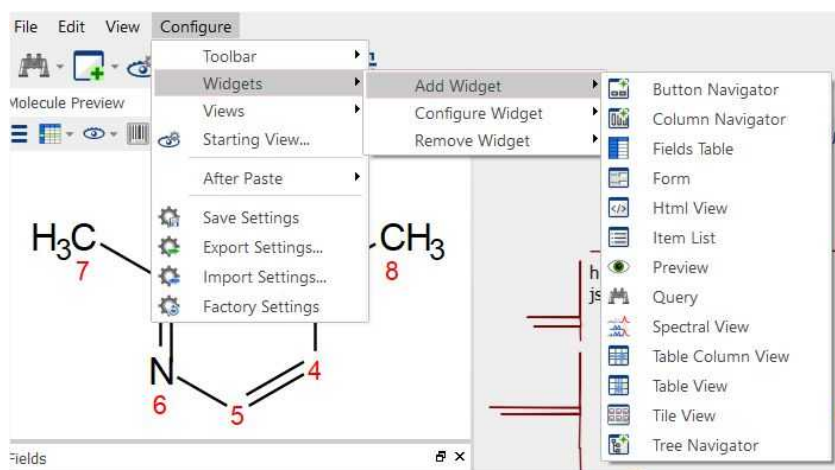 File Edit View Configure
Toolbar
Widgets
Views
Starting View...
After Paste
Save Settings
Export Settings...
Import Settings...
Factory Settings
Add Widget
Configure Widget
Remove Widget
Button Navigator
Column Navigator
Fields Table
Form
Html View
Item List
Preview
Query
Spectral View
Table Column View
Table View
Tile View
Tree Navigator
Molecule Preview
H3C
7
CH3
8
N
6
5
4
h
js
Fields